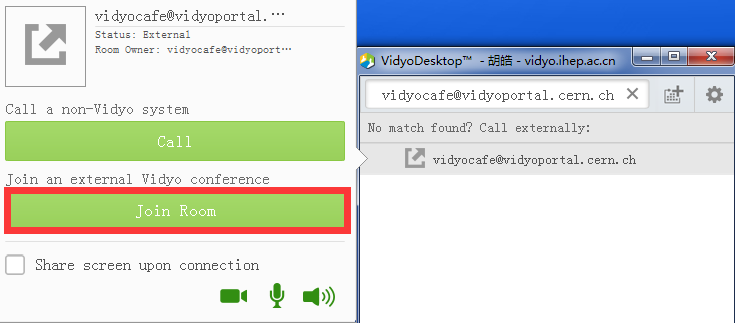 vidyocafe@vidyoportal.…
Status: External
Room Owner: vidyocafe@vidyoport…
Call a non-Vidyo system
Call
Join an external Vidyo conference
Join Room
Share screen upon connection
VidyoDesktop™ - 胡皓 - vidyo.ihep.ac.cn
vidyocafe@vidyoportal.cern.ch
No match found? Call externally:
vidyocafe@vidyoportal.cern.ch